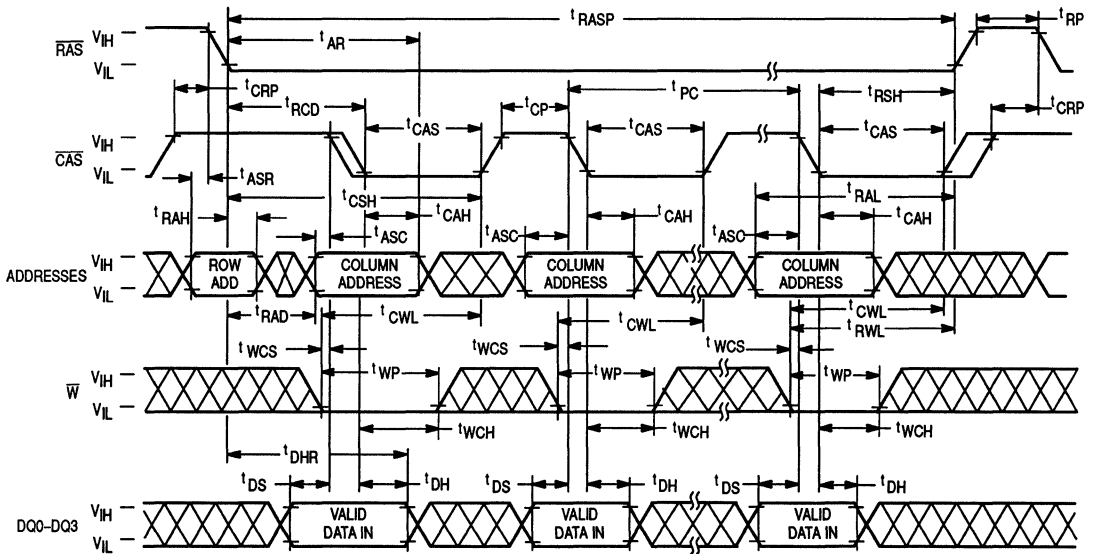 tRASP
tRP
RAS VIH
tAR
VIL
tCRP
tRCD
tCP
tPC
tRSH
tCRP
tCAS
tCAS
tCAS
CAS VIH
VIL
tASR
tCSH
tRAL
tRAH
tCAH
tCAH
tCAH
tASC
tASC
tASC
ADDRESSES VIH
VIL
ROW ADD
COLUMN ADDRESS
COLUMN ADDRESS
COLUMN ADDRESS
tRAD
tCWL
tCWL
tCWL
tRWL
tWCS
tWCS
tWCS
W VIH
VIL
tWP
tWP
tWP
tWCH
tWCH
tWCH
tDHR
tDS
tDH
tDS
tDH
tDS
tDH
DQ0–DQ3 VIH
VIL
VALID DATA IN
VALID DATA IN
VALID DATA IN